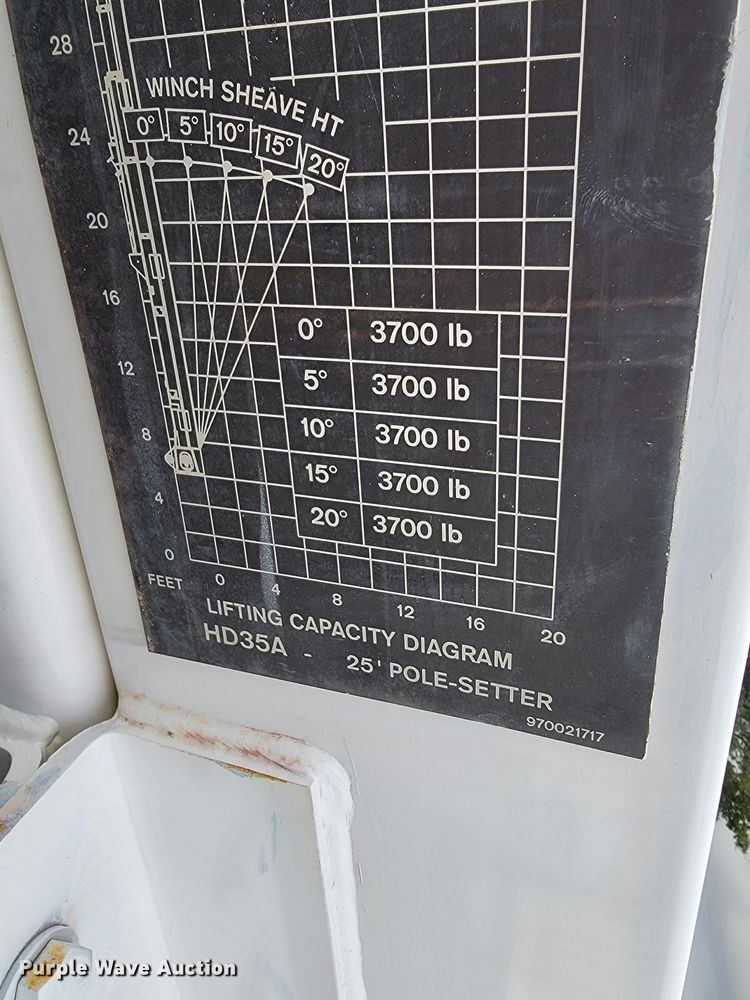 28
WINCH SHEAVE HT
24
0° 5° 10° 15° 20°
20
16
0° 3700 lb
12
5° 3700 lb
8
10° 3700 lb
15° 3700 lb
4
20° 3700 lb
0
FEET 0 4 8 12 16 20
LIFTING CAPACITY DIAGRAM
HD35A - 25' POLE-SETTER
970021717
Purple Wave Auction